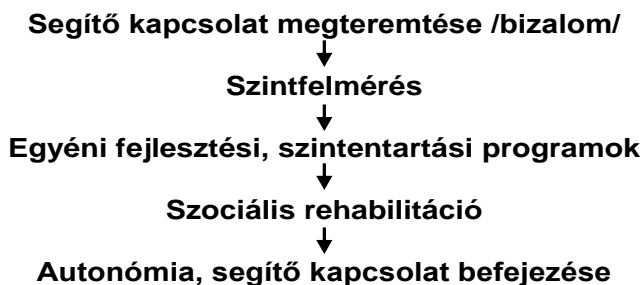 Segítő kapcsolat megteremtése /bizalom/
Szintfelmérés
Egyéni fejlesztési, szintentartási programok
Szociális rehabilitáció
Autonómia, segítő kapcsolat befejezése